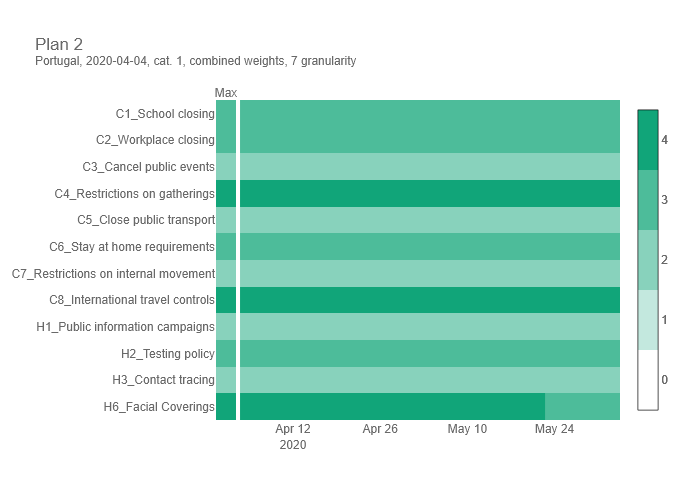 Plan 2
Portugal, 2020-04-04, cat. 1, combined weights, 7 granularity
Max
C1_School closing
C2_Workplace closing
C3_Cancel public events
C4_Restrictions on gatherings
C5_Close public transport
C6_Stay at home requirements
C7_Restrictions on internal movement
C8_International travel controls
H1_Public information campaigns
H2_Testing policy
H3_Contact tracing
H6_Facial Coverings
Apr 12 Apr 26 May 10 May 24
2020
4
3
2
1
0